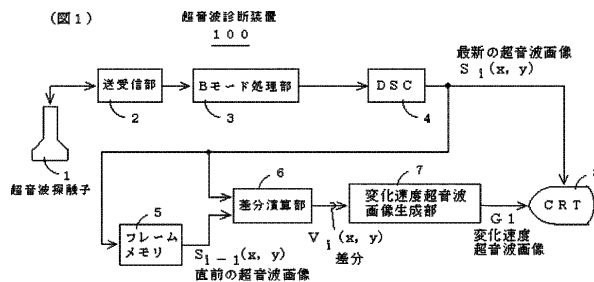 (図1)
超音波診断装置
100
最新の超音波画像
Si(x, y)
送受信部
2
Bモード処理部
3
DSC
4
1
超音波探触子
5
フレーム
メモリ
6
差分演算部
7
変化速度超音波
画像生成部
CRT
Si-1(x, y)
直前の超音波画像
Vi(x, y)
差分
G1
変化速度
超音波画像